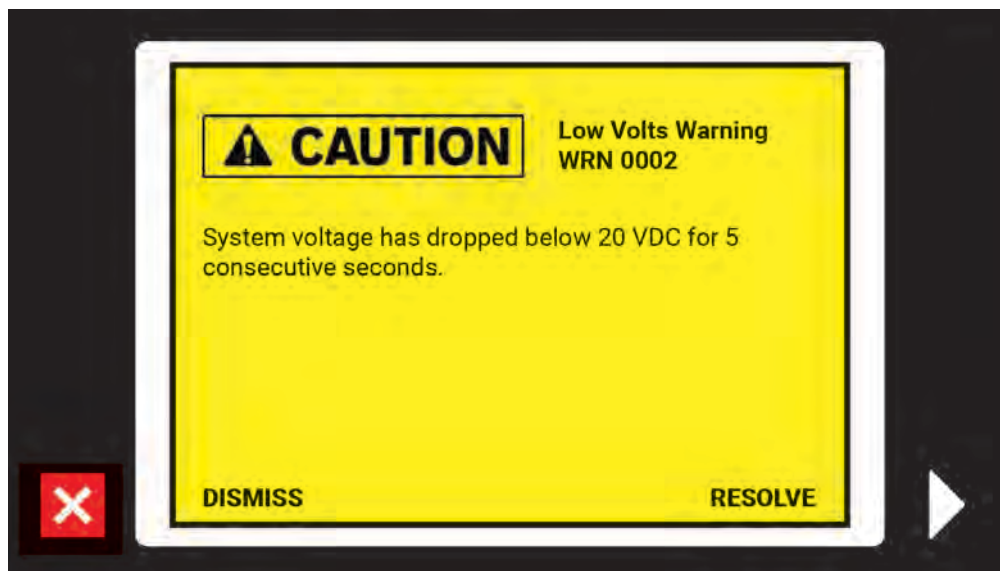 CAUTION
Low Volts Warning
WRN 0002
System voltage has dropped below 20 VDC for 5
consecutive seconds.
DISMISS
RESOLVE